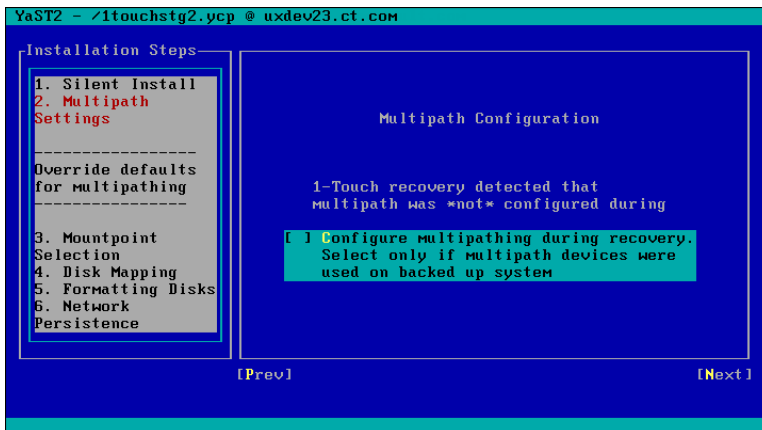 YaST2 - /1touchstg2.ycp @ uxdev23.ct.com
Installation Steps
1. Silent Install
2. Multipath
Settings
-----------------
Override defaults
for multipathing
----------------
3. Mountpoint
Selection
4. Disk Mapping
5. Formatting Disks
6. Network
Persistence
Multipath Configuration
1-Touch recovery detected that
multipath was *not* configured during
[ ] Configure multipathing during recovery.
Select only if multipath devices were
used on backed up system
[Prev]
[Next]